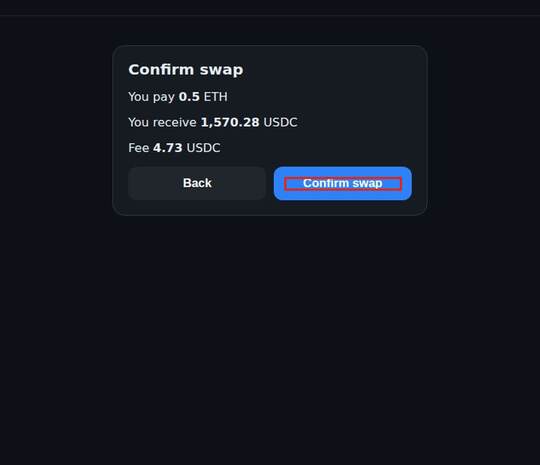 Confirm swap
You pay 0.5 ETH
You receive 1,570.28 USDC
Fee 4.73 USDC
Back
Confirm swap